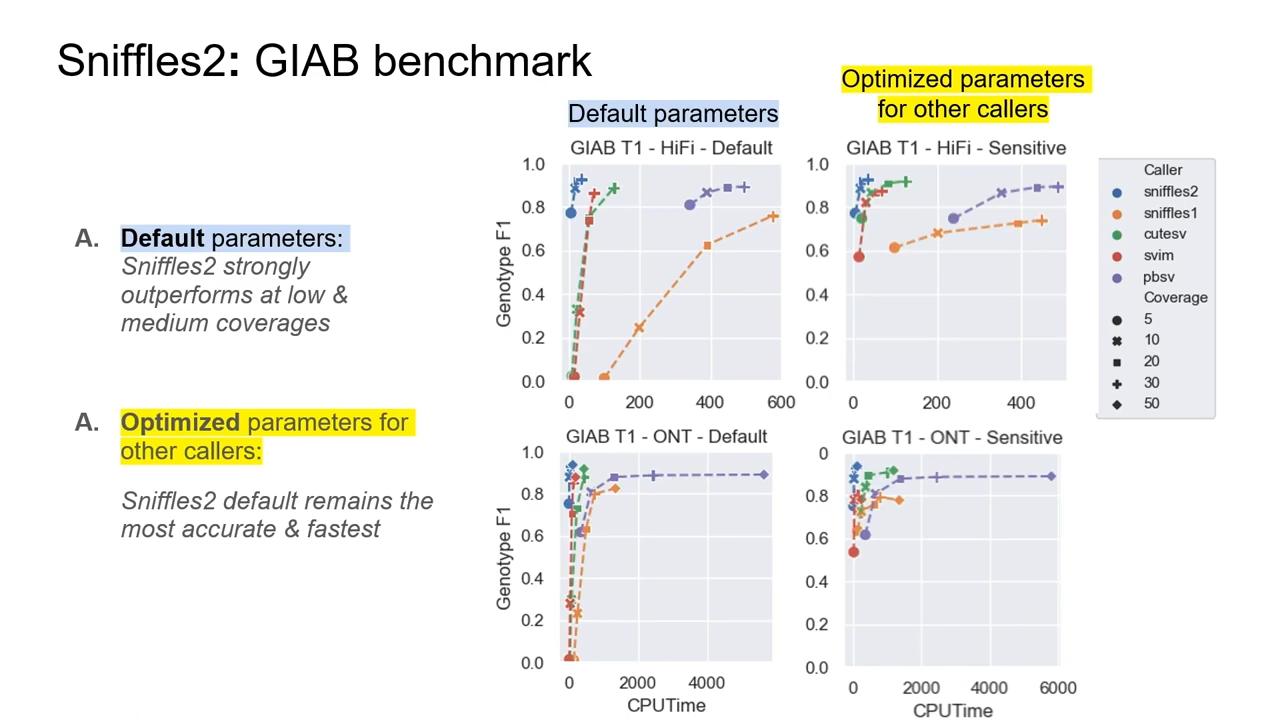 Sniffles2: GIAB benchmark
A. Default parameters:
Sniffles2 strongly
outperforms at low &
medium coverages
A. Optimized parameters for
other callers:
Sniffles2 default remains the
most accurate & fastest
Default parameters
Optimized parameters
for other callers
GIAB T1 - HiFi - Default
Genotype F1
1.0
0.8
0.6
0.4
0.2
0.0
0 200 400 600
GIAB T1 - HiFi - Sensitive
1.0
0.8
0.6
0.4
0.2
0.0
0 200 400
GIAB T1 - ONT - Default
Genotype F1
1.0
0.8
0.6
0.4
0.2
0.0
0 2000 4000
CPUTime
GIAB T1 - ONT - Sensitive
0
0.8
0.6
0.4
0.2
0.0
0 2000 4000 6000
CPUTime
Caller
sniffles2
sniffles1
cutesv
svim
pbsv
Coverage
5
10
20
30
50